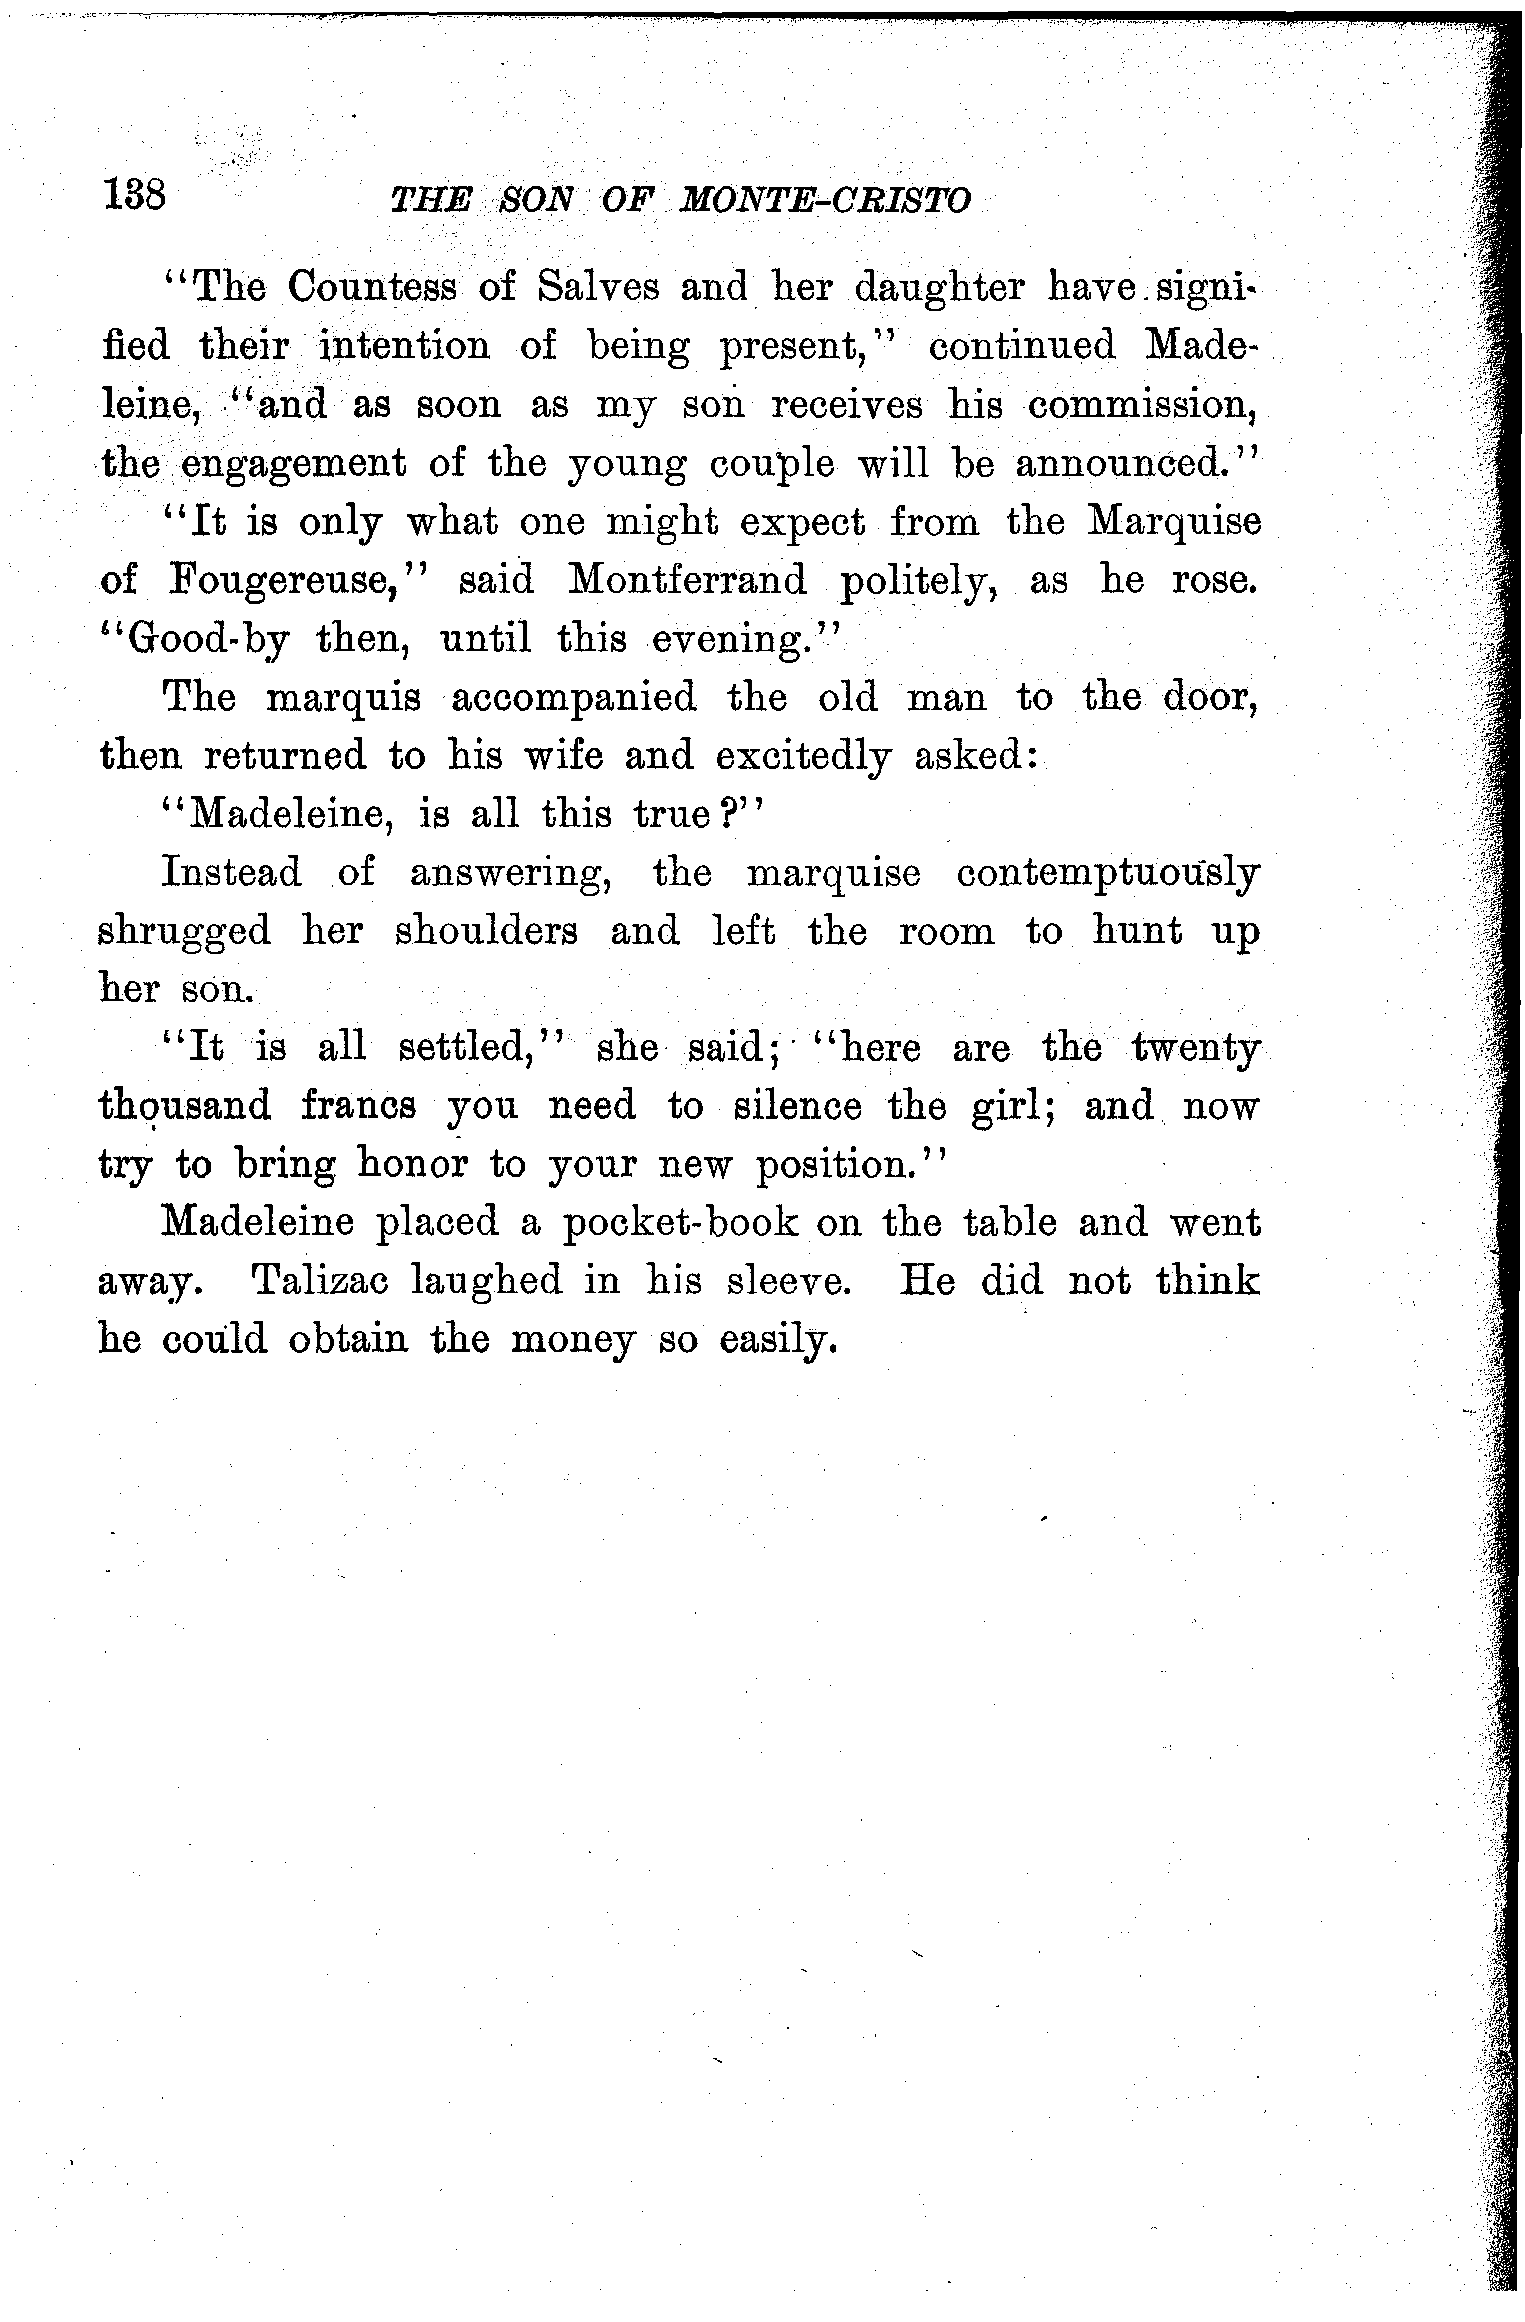 138 THE SON OF MONTE-CRISTO
"The Countess of Salves and her daughter have signi-
fied their intention of being present," continued Made-
leine, "and as soon as my son receives his commission,
the engagement of the young couple will be announced."
"It is only what one might expect from the Marquise
of Fougereuse," said Montferrand politely, as he rose.
"Good-by then, until this evening."
The marquis accompanied the old man to the door,
then returned to his wife and excitedly asked:
"Madeleine, is all this true?"
Instead of answering, the marquise contemptuously
shrugged her shoulders and left the room to hunt up
her son.
"It is all settled," she said; "here are the twenty
thousand francs you need to silence the girl; and now
try to bring honor to your new position."
Madeleine placed a pocket-book on the table and went
away. Talizac laughed in his sleeve. He did not think
he could obtain the money so easily.